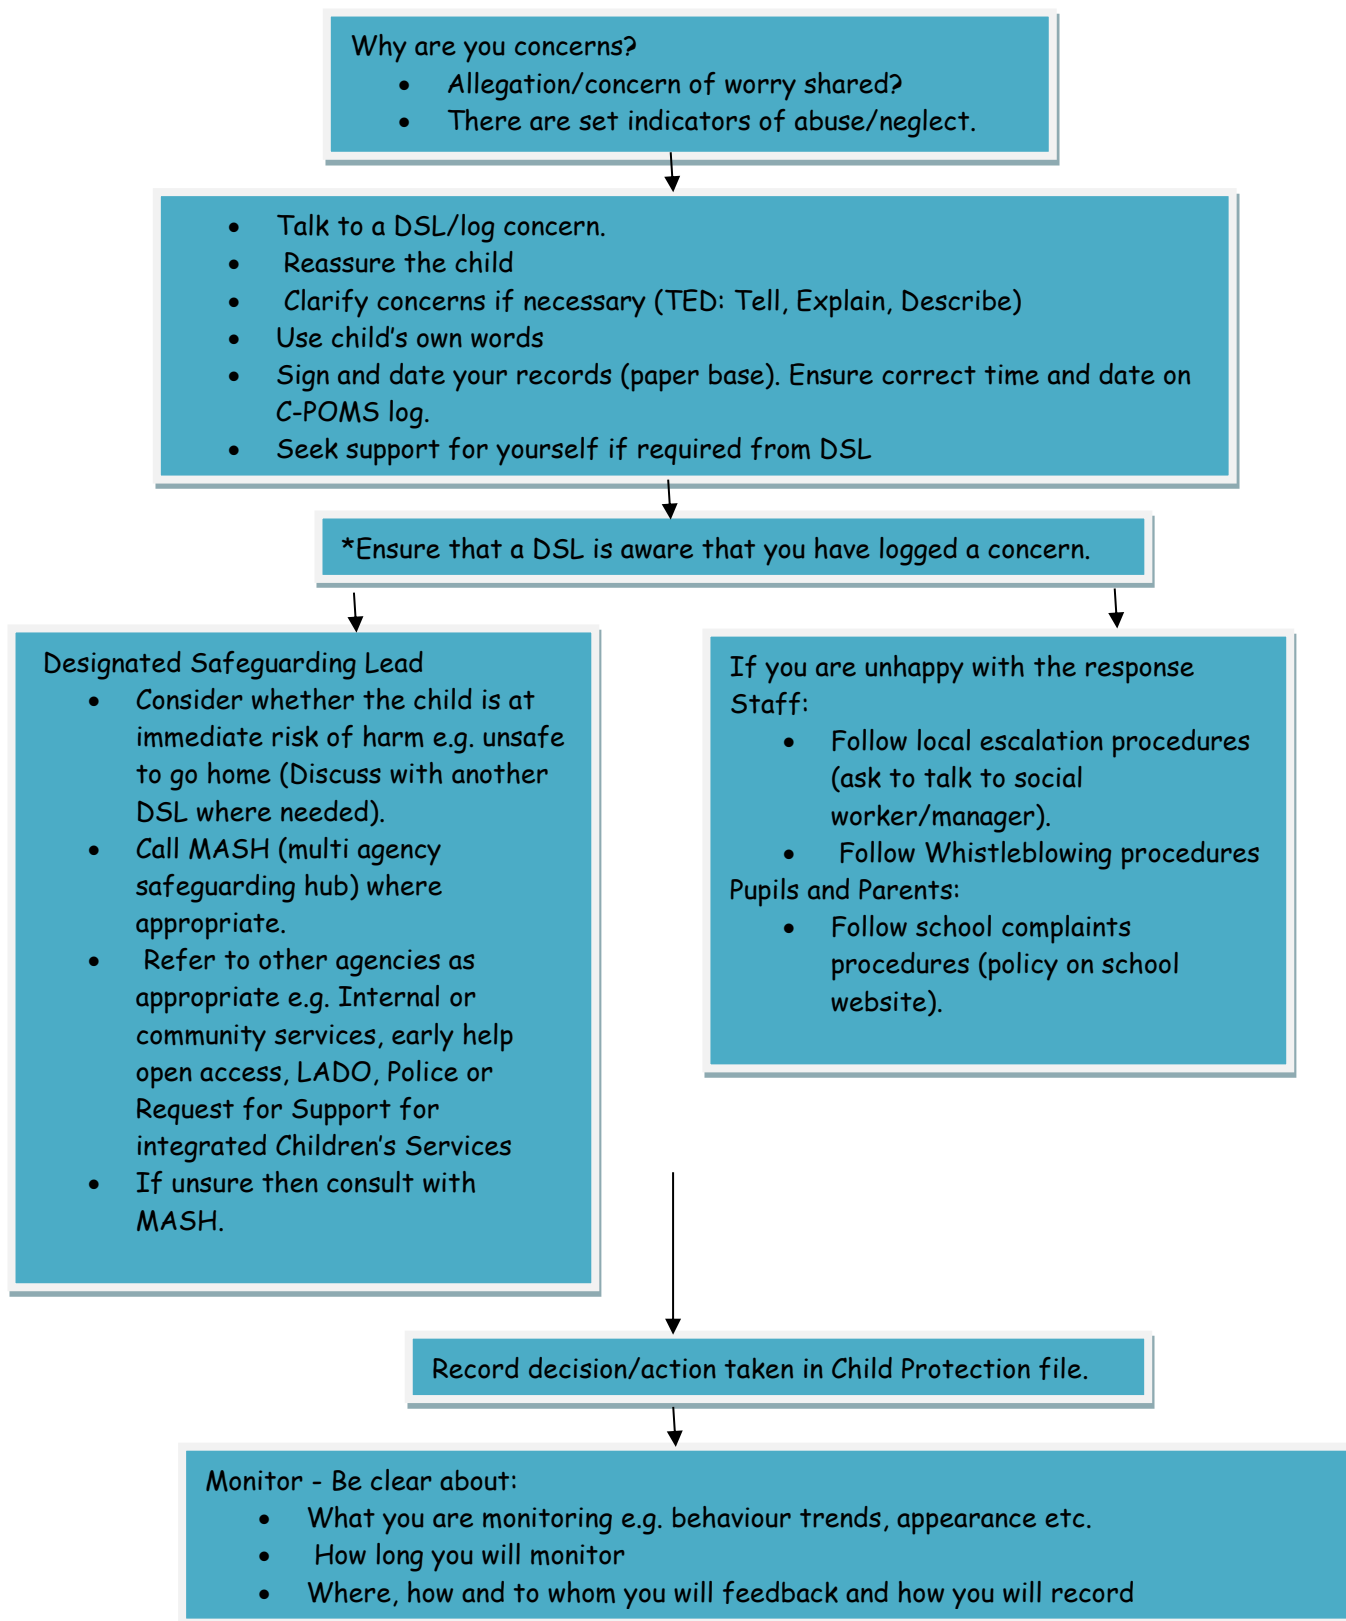 Why are you concerns?
• Allegation/concern of worry shared?
• There are set indicators of abuse/neglect.
• Talk to a DSL/log concern.
• Reassure the child
• Clarify concerns if necessary (TED: Tell, Explain, Describe)
• Use child's own words
• Sign and date your records (paper base). Ensure correct time and date on
C-POMS log.
• Seek support for yourself if required from DSL
*Ensure that a DSL is aware that you have logged a concern.
Designated Safeguarding Lead
• Consider whether the child is at
immediate risk of harm e.g. unsafe
to go home (Discuss with another
DSL where needed).
• Call MASH (multi agency
safeguarding hub) where
appropriate.
• Refer to other agencies as
appropriate e.g. Internal or
community services, early help
open access, LADO, Police or
Request for Support for
integrated Children's Services
• If unsure then consult with
MASH.
If you are unhappy with the response
Staff:
• Follow local escalation procedures
(ask to talk to social
worker/manager).
• Follow Whistleblowing procedures
Pupils and Parents:
• Follow school complaints
procedures (policy on school
website).
Record decision/action taken in Child Protection file.
Monitor - Be clear about:
• What you are monitoring e.g. behaviour trends, appearance etc.
• How long you will monitor
• Where, how and to whom you will feedback and how you will record